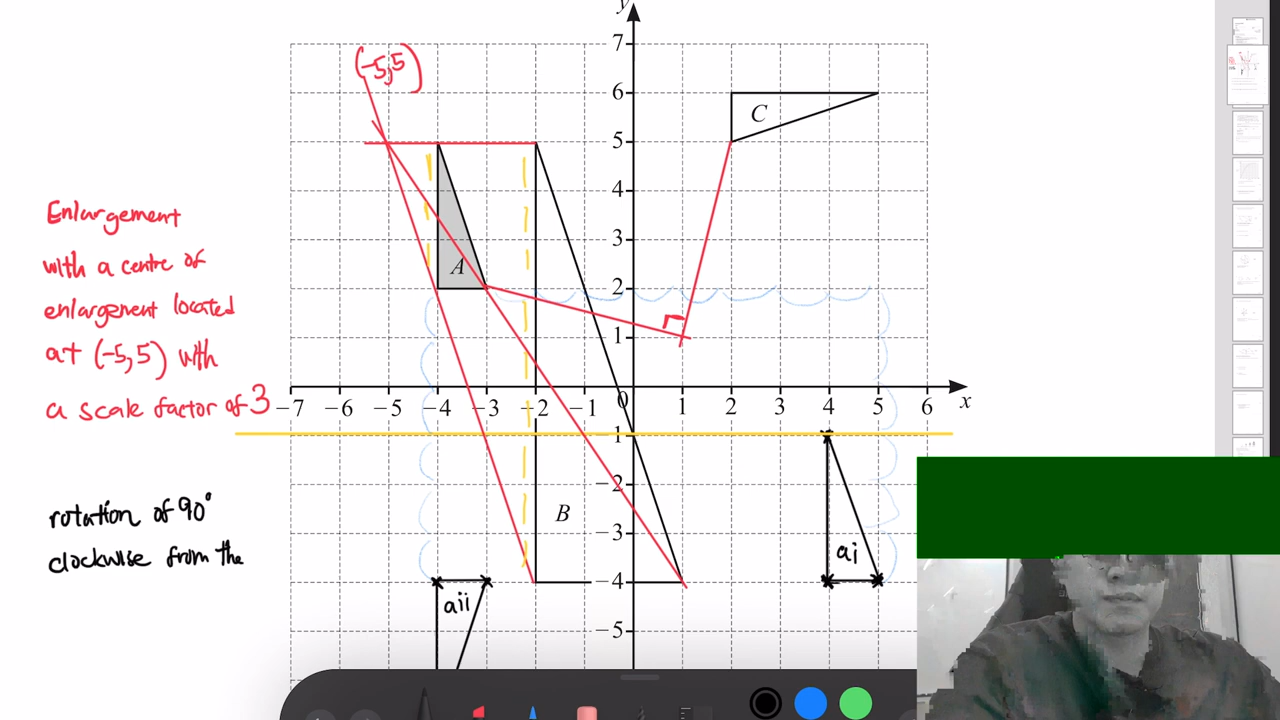 y
(-5,5)
7
6
C
5
4
Enlargement
3
with a centre of
A
2
enlargement located
1
at (-5,5) with
a scale factor of 3
−7 −6 −5 −4 −3 −2 −1 0 1 2 3 4 5 6 x
1
−2
rotation of 90°
B
−3
clockwise from the
ai
−4
aii
−5